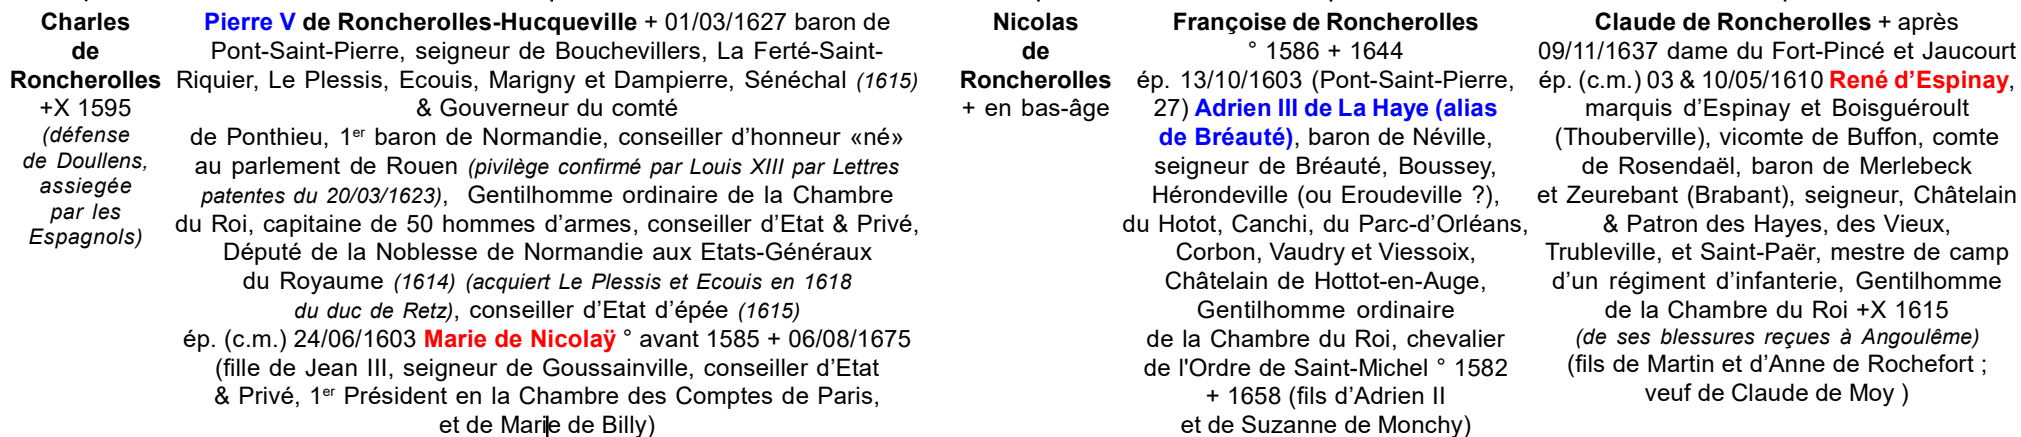 Charles
de
Roncherolles
+X 1595
(défense
de Doullens,
assiegée
par les
Espagnols)
Pierre V de Roncherolles-Hucqueville + 01/03/1627 baron de
Pont-Saint-Pierre, seigneur de Bouchevillers, La Ferté-Saint-
Riquier, Le Plessis, Ecouis, Marigny et Dampierre, Sénéchal (1615)
& Gouverneur du comté
de Ponthieu, 1er baron de Normandie, conseiller d’honneur «né»
au parlement de Rouen (pivilège confirmé par Louis XIII par Lettres
patentes du 20/03/1623), Gentilhomme ordinaire de la Chambre
du Roi, capitaine de 50 hommes d’armes, conseiller d’Etat & Privé,
Député de la Noblesse de Normandie aux Etats-Généraux
du Royaume (1614) (acquiert Le Plessis et Ecouis en 1618
du duc de Retz), conseiller d’Etat d’épée (1615)
ép. (c.m.) 24/06/1603 Marie de Nicolaÿ ° avant 1585 + 06/08/1675
(fille de Jean III, seigneur de Goussainville, conseiller d’Etat
& Privé, 1er Président en la Chambre des Comptes de Paris,
et de Marie de Billy)
Nicolas
de
Roncherolles
+ en bas-âge
Françoise de Roncherolles
° 1586 + 1644
ép. 13/10/1603 (Pont-Saint-Pierre,
27) Adrien III de La Haye (alias
de Bréauté), baron de Néville,
seigneur de Bréauté, Boussey,
Hérondeville (ou Eroudeville ?),
du Hotot, Canchi, du Parc-d’Orléans,
Corbon, Vaudry et Viessoix,
Châtelain de Hottot-en-Auge,
Gentilhomme ordinaire
de la Chambre du Roi, chevalier
de l'Ordre de Saint-Michel ° 1582
+ 1658 (fils d’Adrien II
et de Suzanne de Monchy)
Claude de Roncherolles + après
09/11/1637 dame du Fort-Pincé et Jaucourt
ép. (c.m.) 03 & 10/05/1610 René d’Espinay,
marquis d’Espinay et Boisguéroult
(Thouberville), vicomte de Buffon, comte
de Rosendaël, baron de Merlebeck
et Zeurebant (Brabant), seigneur, Châtelain
& Patron des Hayes, des Vieux,
Trubleville, et Saint-Paër, mestre de camp
d’un régiment d’infanterie, Gentilhomme
de la Chambre du Roi +X 1615
(de ses blessures reçues à Angoulême)
(fils de Martin et d’Anne de Rochefort ;
veuf de Claude de Moy )